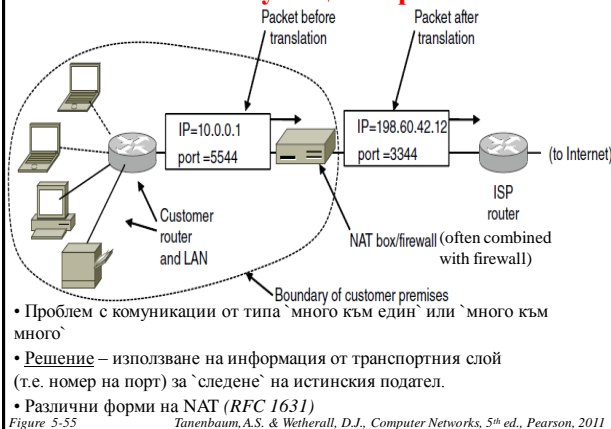 Packet before
translation
Packet after
translation
IP=10.0.0.1
port =5544
IP=198.60.42.12
port =3344
(to Internet)
ISP
router
Customer
router
and LAN
NAT box/firewall (often combined
with firewall)
Boundary of customer premises
• Проблем с комуникации от типа `много към един` или `много към
много`
• Решение – използване на информация от транспортния слой
(т.е. номер на порт) за `следене` на истинския подател.
• Различни форми на NAT (RFC 1631)
Figure 5-55
Tanenbaum, A.S. & Wetherall, D.J., Computer Networks, 5th ed., Pearson, 2011